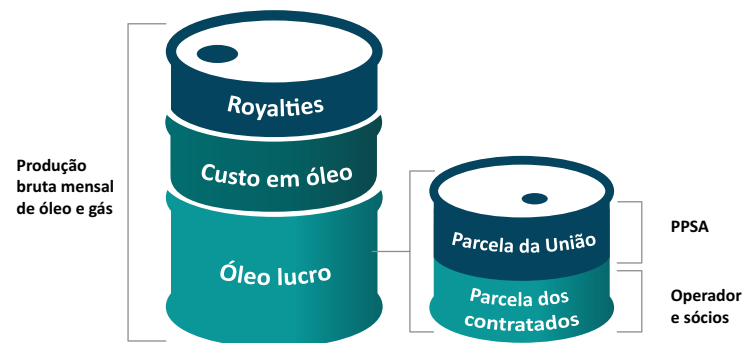 Produção
bruta mensal
de óleo e gás
Royalties
Custo em óleo
Óleo lucro
Parcela da União
Parcela dos
contratados
PPSA
Operador
e sócios